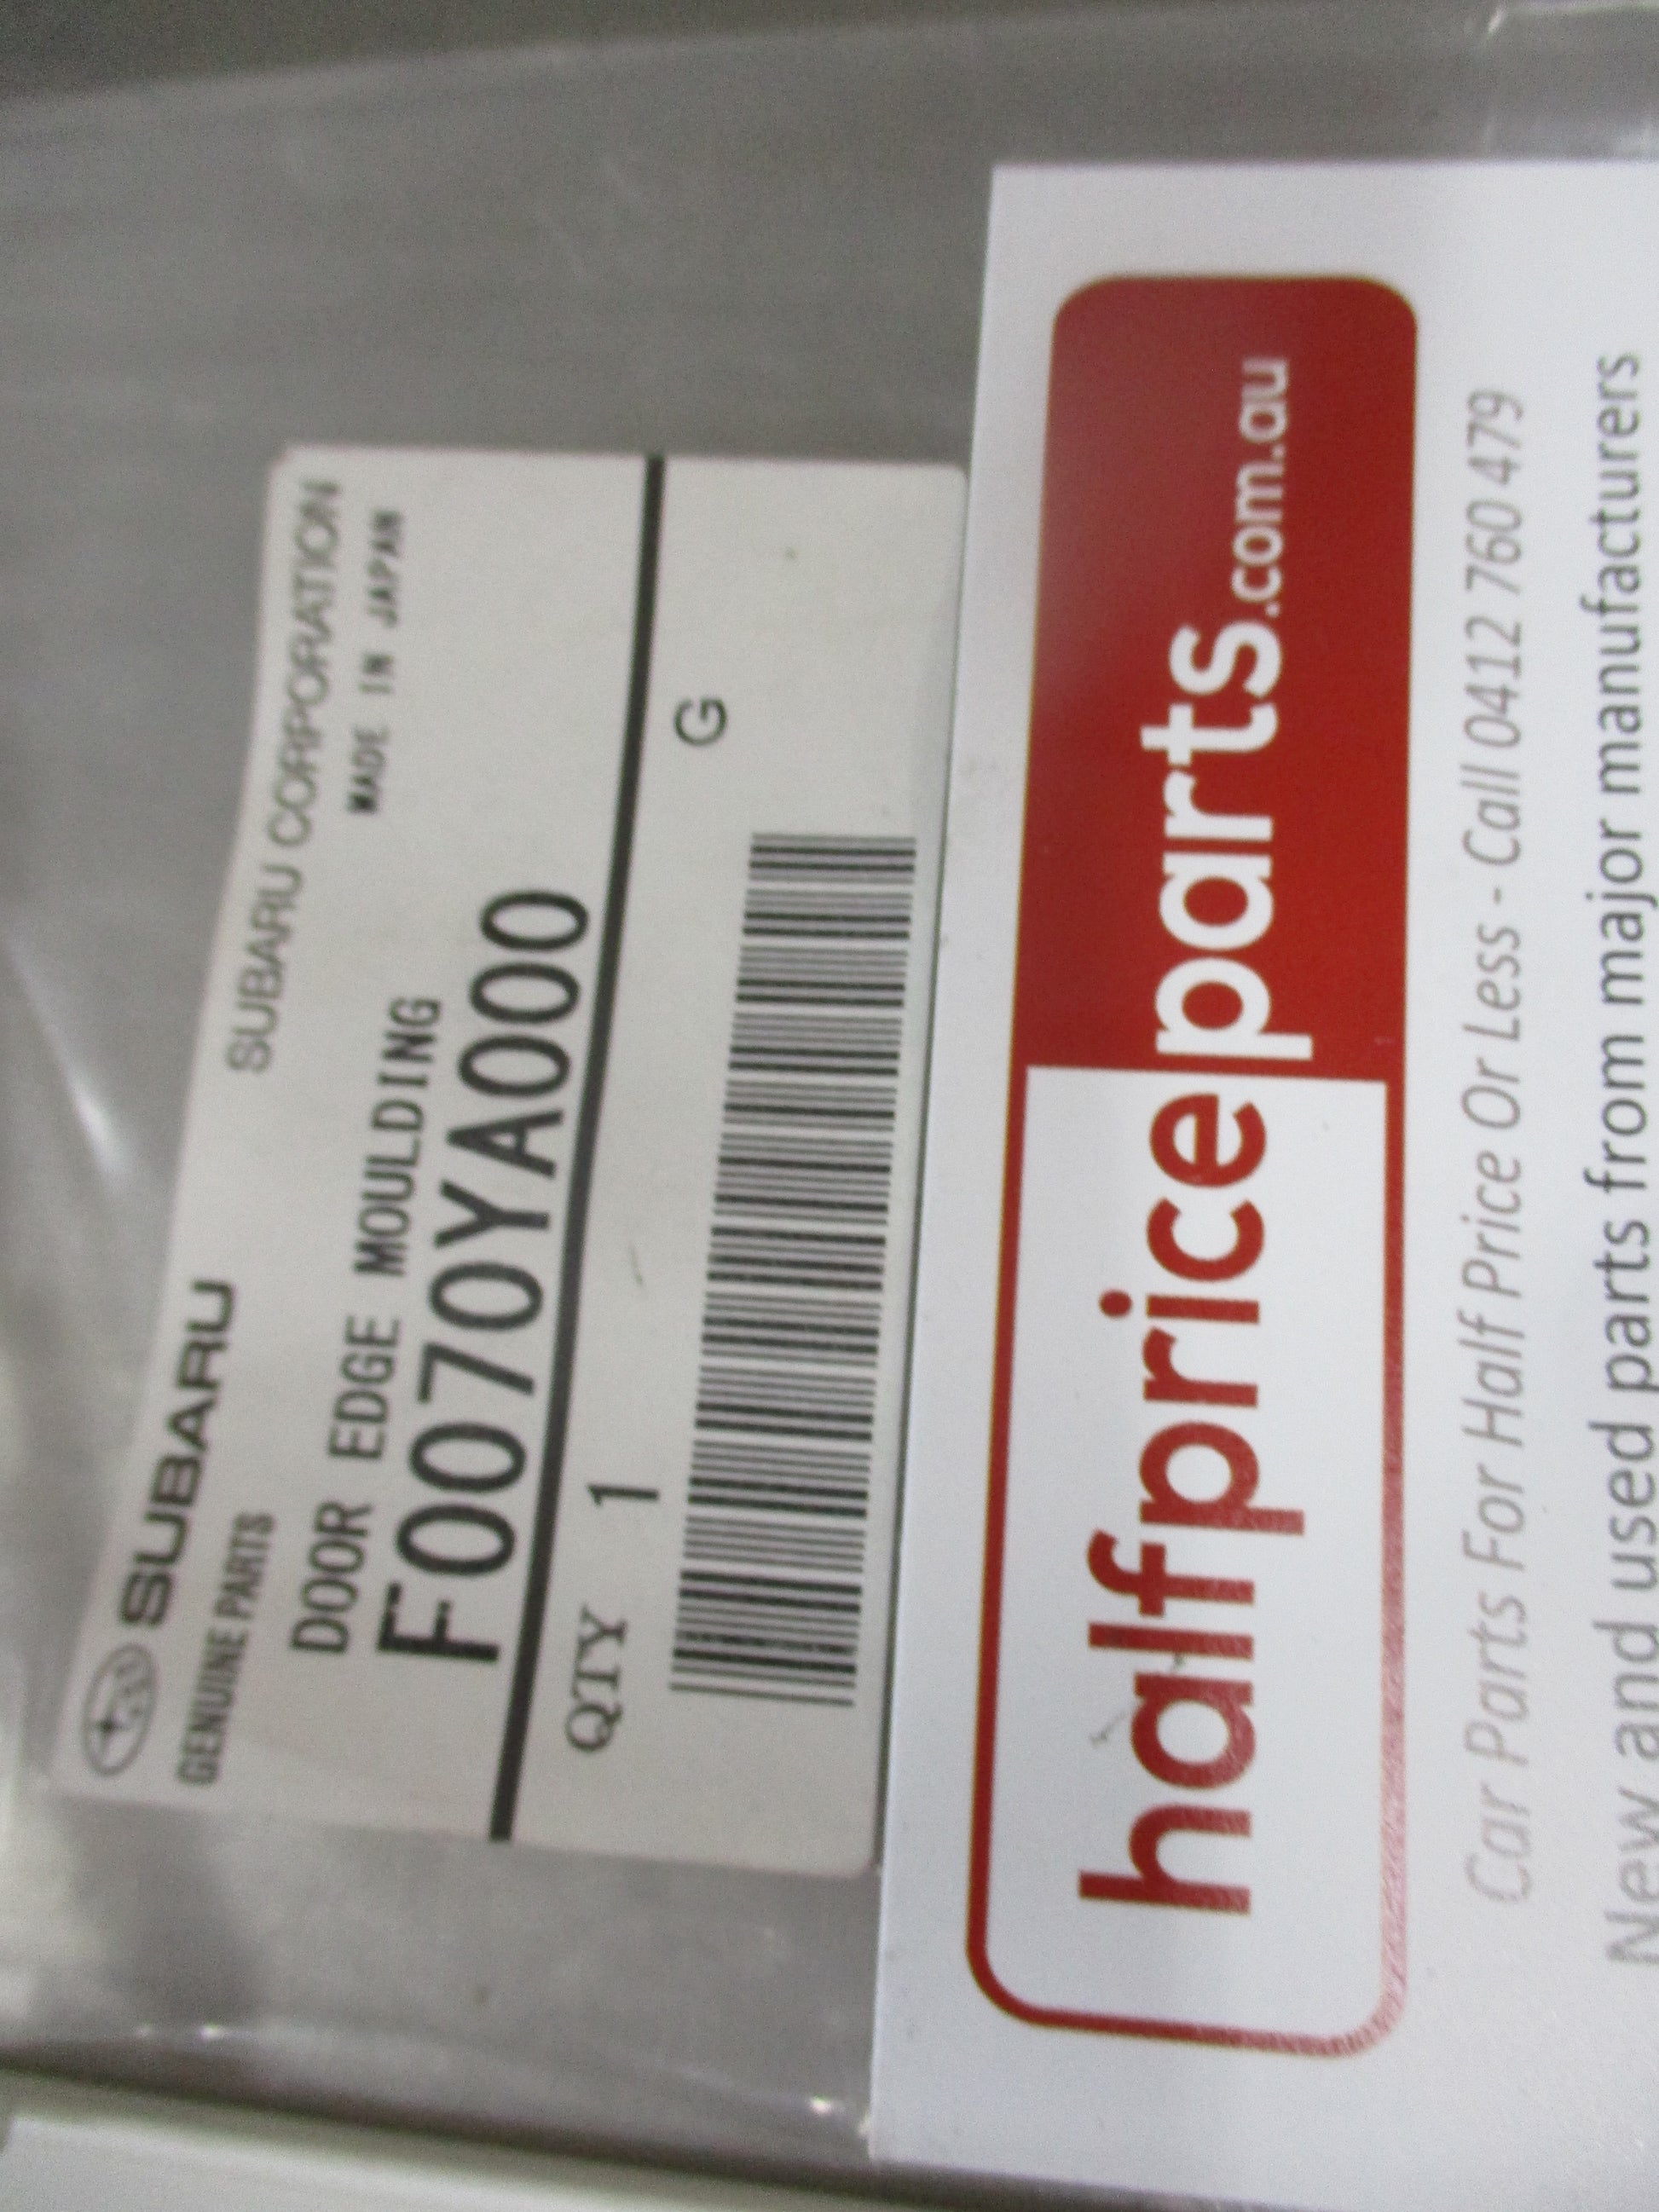 SUBARU
SUBARU CORPORATION
GENUINE PARTS
MADE IN JAPAN
DOOR EDGE MOULDING
F0070YA000
QTY 1
G
halfpriceparts.com.au
Car Parts For Half Price Or Less - Call 0412 760 479
New and used parts from major manufacturers